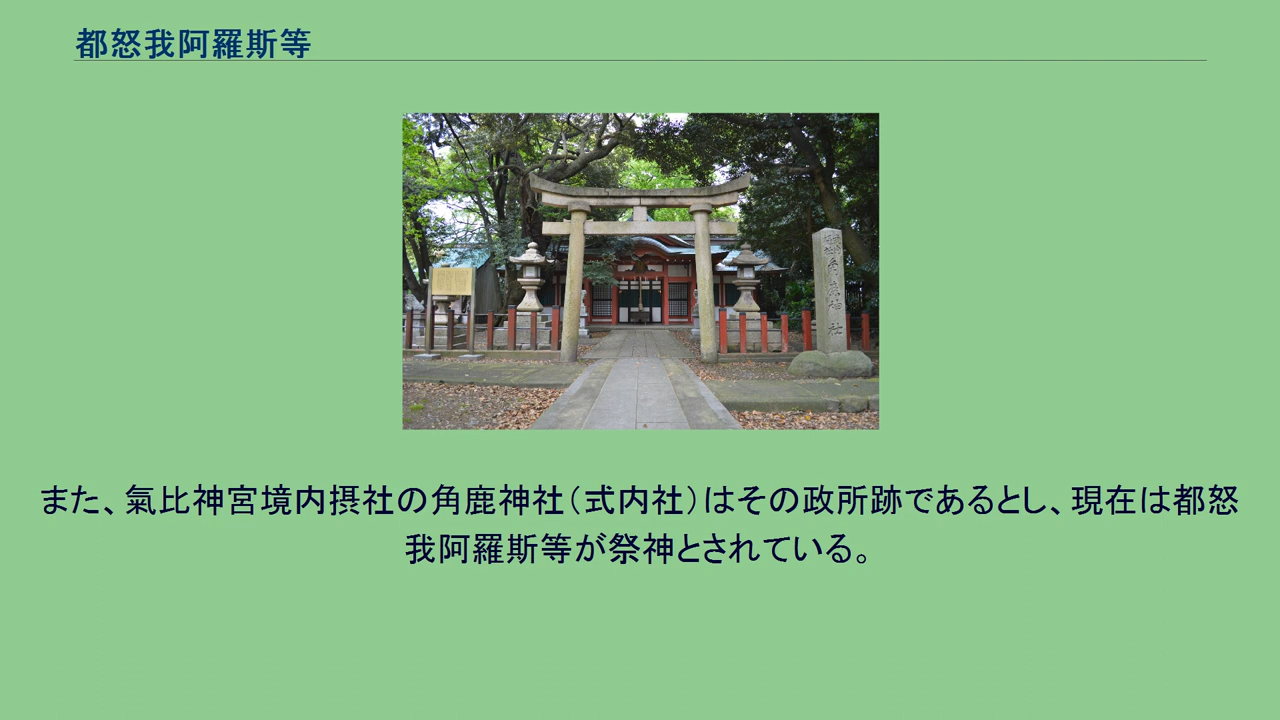 都怒我阿羅斯等
また、氣比神宮境内摂社の角鹿神社（式内社）はその政所跡であるとし、現在は都怒
我阿羅斯等が祭神とされている。